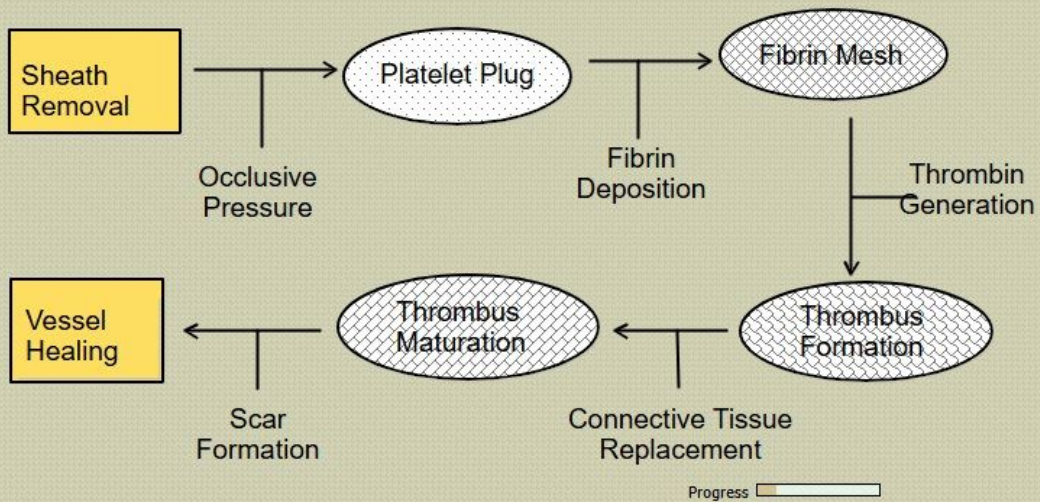 Sheath
Removal
Platelet Plug
Fibrin Mesh
Occlusive
Pressure
Fibrin
Deposition
Thrombin
Generation
Vessel
Healing
Thrombus
Maturation
Thrombus
Formation
Scar
Formation
Connective Tissue
Replacement
Progress